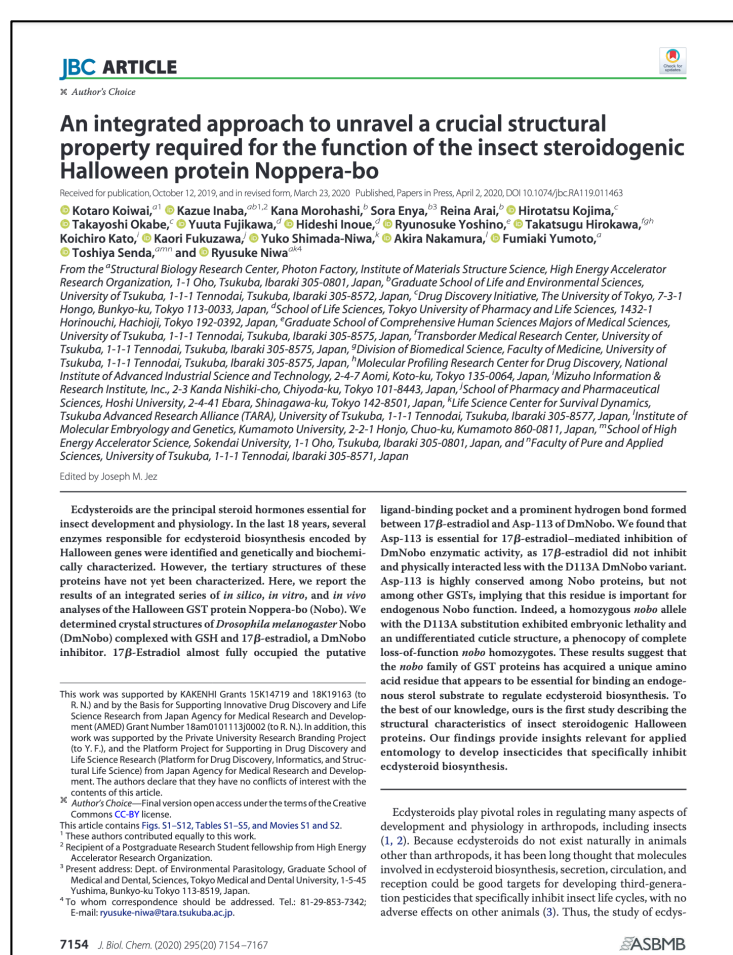 JBC ARTICLE
Check for
updates
⌘ Author's Choice
An integrated approach to unravel a crucial structural
property required for the function of the insect steroidogenic
Halloween protein Noppera-bo
Received for publication, October 12, 2019, and in revised form, March 23, 2020 Published, Papers in Press, April 2, 2020, DOI 10.1074/jbc.RA119.011463
Kotaro Koiwai,a1 Kazue Inaba,ab1,2 Kana Morohashi,b Sora Enya,b3 Reina Arai,b Hirotatsu Kojima,c
Takayoshi Okabe,c Yuuta Fujikawa,d Hideshi Inoue,d Ryunosuke Yoshino,e Takatsugu Hirokawa,fgh
Koichiro Kato,i Kaori Fukuzawa,j Yuko Shimada-Niwa,k Akira Nakamura,l Fumiaki Yumoto,a
Toshiya Senda,amn and Ryusuke Niwaak4
From the aStructural Biology Research Center, Photon Factory, Institute of Materials Structure Science, High Energy Accelerator
Research Organization, 1-1 Oho, Tsukuba, Ibaraki 305-0801, Japan, bGraduate School of Life and Environmental Sciences,
University of Tsukuba, 1-1-1 Tennodai, Tsukuba, Ibaraki 305-8572, Japan, cDrug Discovery Initiative, The University of Tokyo, 7-3-1
Hongo, Bunkyo-ku, Tokyo 113-0033, Japan, dSchool of Life Sciences, Tokyo University of Pharmacy and Life Sciences, 1432-1
Horinouchi, Hachioji, Tokyo 192-0392, Japan, eGraduate School of Comprehensive Human Sciences Majors of Medical Sciences,
University of Tsukuba, 1-1-1 Tennodai, Tsukuba, Ibaraki 305-8575, Japan, fTransborder Medical Research Center, University of
Tsukuba, 1-1-1 Tennodai, Tsukuba, Ibaraki 305-8575, Japan, gDivision of Biomedical Science, Faculty of Medicine, University of
Tsukuba, 1-1-1 Tennodai, Tsukuba, Ibaraki 305-8575, Japan, hMolecular Profiling Research Center for Drug Discovery, National
Institute of Advanced Industrial Science and Technology, 2-4-7 Aomi, Koto-ku, Tokyo 135-0064, Japan, iMizuho Information &
Research Institute, Inc., 2-3 Kanda Nishiki-cho, Chiyoda-ku, Tokyo 101-8443, Japan, jSchool of Pharmacy and Pharmaceutical
Sciences, Hoshi University, 2-4-41 Ebara, Shinagawa-ku, Tokyo 142-8501, Japan, kLife Science Center for Survival Dynamics,
Tsukuba Advanced Research Alliance (TARA), University of Tsukuba, 1-1-1 Tennodai, Tsukuba, Ibaraki 305-8577, Japan, lInstitute of
Molecular Embryology and Genetics, Kumamoto University, 2-2-1 Honjo, Chuo-ku, Kumamoto 860-0811, Japan, mSchool of High
Energy Accelerator Science, Sokendai University, 1-1 Oho, Tsukuba, Ibaraki 305-0801, Japan, and nFaculty of Pure and Applied
Sciences, University of Tsukuba, 1-1-1 Tennodai, Tsukuba, Ibaraki 305-8571, Japan
Edited by Joseph M. Jez
Ecdysteroids are the principal steroid hormones essential for
insect development and physiology. In the last 18 years, several
enzymes responsible for ecdysteroid biosynthesis encoded by
Halloween genes were identified and genetically and biochemi-
cally characterized. However, the tertiary structures of these
proteins have not yet been characterized. Here, we report the
results of an integrated series of in silico, in vitro, and in vivo
analyses of the Halloween GST protein Noppera-bo (Nobo). We
determined crystal structures of Drosophila melanogaster Nobo
(DmNobo) complexed with GSH and 17β-estradiol, a DmNobo
inhibitor. 17β-Estradiol almost fully occupied the putative
This work was supported by KAKENHI Grants 15K14719 and 18K19163 (to
R. N.) and by the Basis for Supporting Innovative Drug Discovery and Life
Science Research from Japan Agency for Medical Research and Develop-
ment (AMED) Grant Number 18am0101113j0002 (to R. N.). In addition, this
work was supported by the Private University Research Branding Project
(to Y. F.), and the Platform Project for Supporting in Drug Discovery and
Life Science Research (Platform for Drug Discovery, Informatics, and Struc-
tural Life Science) from Japan Agency for Medical Research and Develop-
ment. The authors declare that they have no conflicts of interest with the
contents of this article.
⌘ Author's Choice—Final version open access under the terms of the Creative
Commons CC-BY license.
This article contains Figs. S1–S12, Tables S1–S5, and Movies S1 and S2.
1 These authors contributed equally to this work.
2 Recipient of a Postgraduate Research Student fellowship from High Energy
Accelerator Research Organization.
3 Present address: Dept. of Environmental Parasitology, Graduate School of
Medical and Dental, Sciences, Tokyo Medical and Dental University, 1-5-45
Yushima, Bunkyo-ku Tokyo 113-8519, Japan.
4 To whom correspondence should be addressed. Tel.: 81-29-853-7342;
E-mail: ryusuke-niwa@tara.tsukuba.ac.jp.
ligand-binding pocket and a prominent hydrogen bond formed
between 17β-estradiol and Asp-113 of DmNobo. We found that
Asp-113 is essential for 17β-estradiol–mediated inhibition of
DmNobo enzymatic activity, as 17β-estradiol did not inhibit
and physically interacted less with the D113A DmNobo variant.
Asp-113 is highly conserved among Nobo proteins, but not
among other GSTs, implying that this residue is important for
endogenous Nobo function. Indeed, a homozygous nobo allele
with the D113A substitution exhibited embryonic lethality and
an undifferentiated cuticle structure, a phenocopy of complete
loss-of-function nobo homozygotes. These results suggest that
the nobo family of GST proteins has acquired a unique amino
acid residue that appears to be essential for binding an endoge-
nous sterol substrate to regulate ecdysteroid biosynthesis. To
the best of our knowledge, ours is the first study describing the
structural characteristics of insect steroidogenic Halloween
proteins. Our findings provide insights relevant for applied
entomology to develop insecticides that specifically inhibit
ecdysteroid biosynthesis.
Ecdysteroids play pivotal roles in regulating many aspects of
development and physiology in arthropods, including insects
(1, 2). Because ecdysteroids do not exist naturally in animals
other than arthropods, it has been long thought that molecules
involved in ecdysteroid biosynthesis, secretion, circulation, and
reception could be good targets for developing third-genera-
tion pesticides that specifically inhibit insect life cycles, with no
adverse effects on other animals (3). Thus, the study of ecdys-
7154 J. Biol. Chem. (2020) 295(20) 7154–7167
ASBMB